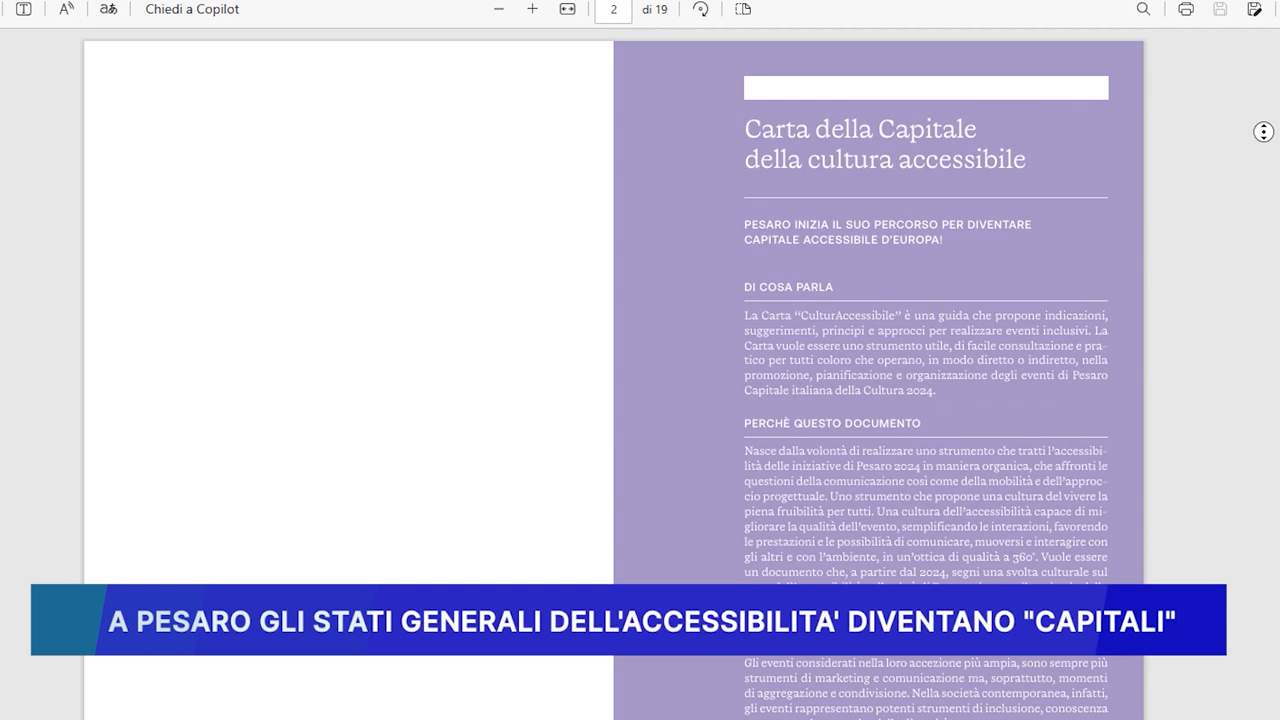 Chiedi a Copilot
2
di 19
Carta della Capitale
della cultura accessibile
PESARO INIZIA IL SUO PERCORSO PER DIVENTARE
CAPITALE ACCESSIBILE D'EUROPA!
DI COSA PARLA
La Carta “CulturAccessibile” è una guida che propone indicazioni,
suggerimenti, principi e approcci per realizzare eventi inclusivi. La
Carta vuole essere uno strumento utile, di facile consultazione e pra-
tico per tutti coloro che operano, in modo diretto o indiretto, nella
promozione, pianificazione e organizzazione degli eventi di Pesaro
Capitale italiana della Cultura 2024.
PERCHÈ QUESTO DOCUMENTO
Nasce dalla volontà di realizzare uno strumento che tratti l’accessibi-
lità delle iniziative di Pesaro 2024 in maniera organica, che affronti le
questioni della comunicazione così come della mobilità e dell’approc-
cio progettuale. Uno strumento che propone una cultura del vivere la
piena fruibilità per tutti. Una cultura dell’accessibilità capace di mi-
gliorare la qualità dell’evento, semplificando le interazioni, favorendo
le prestazioni e le possibilità di comunicare, muoversi e interagire con
gli altri e con l’ambiente, in un’ottica di qualità a 360°. Vuole essere
un documento che, a partire dal 2024, segni una svolta culturale sul
A PESARO GLI STATI GENERALI DELL'ACCESSIBILITA' DIVENTANO "CAPITALI"
Gli eventi considerati nella loro accezione più ampia, sono sempre più
strumenti di marketing e comunicazione ma, soprattutto, momenti
di aggregazione e condivisione. Nella società contemporanea, infatti,
gli eventi rappresentano potenti strumenti di inclusione, conoscenza